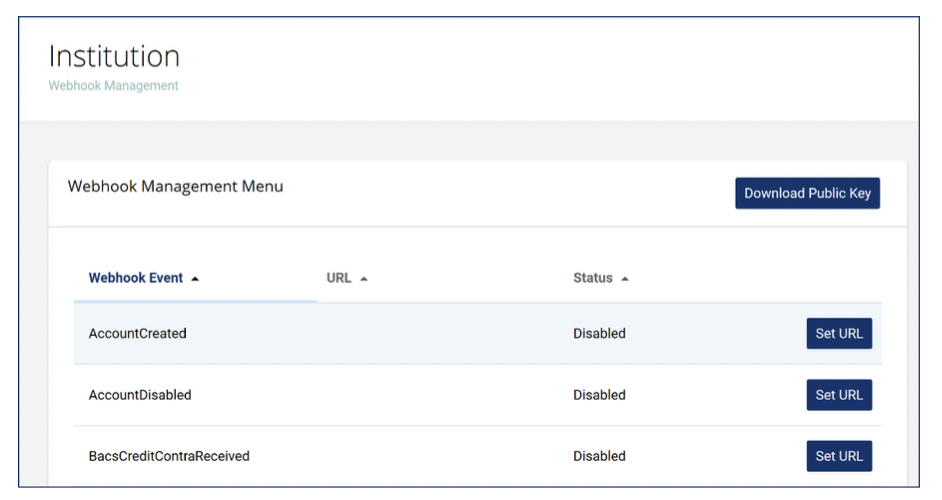 Institution
Webhook Management
Webhook Management Menu
Download Public Key
Webhook Event URL Status
AccountCreated Disabled Set URL
AccountDisabled Disabled Set URL
BacsCreditContraReceived Disabled Set URL